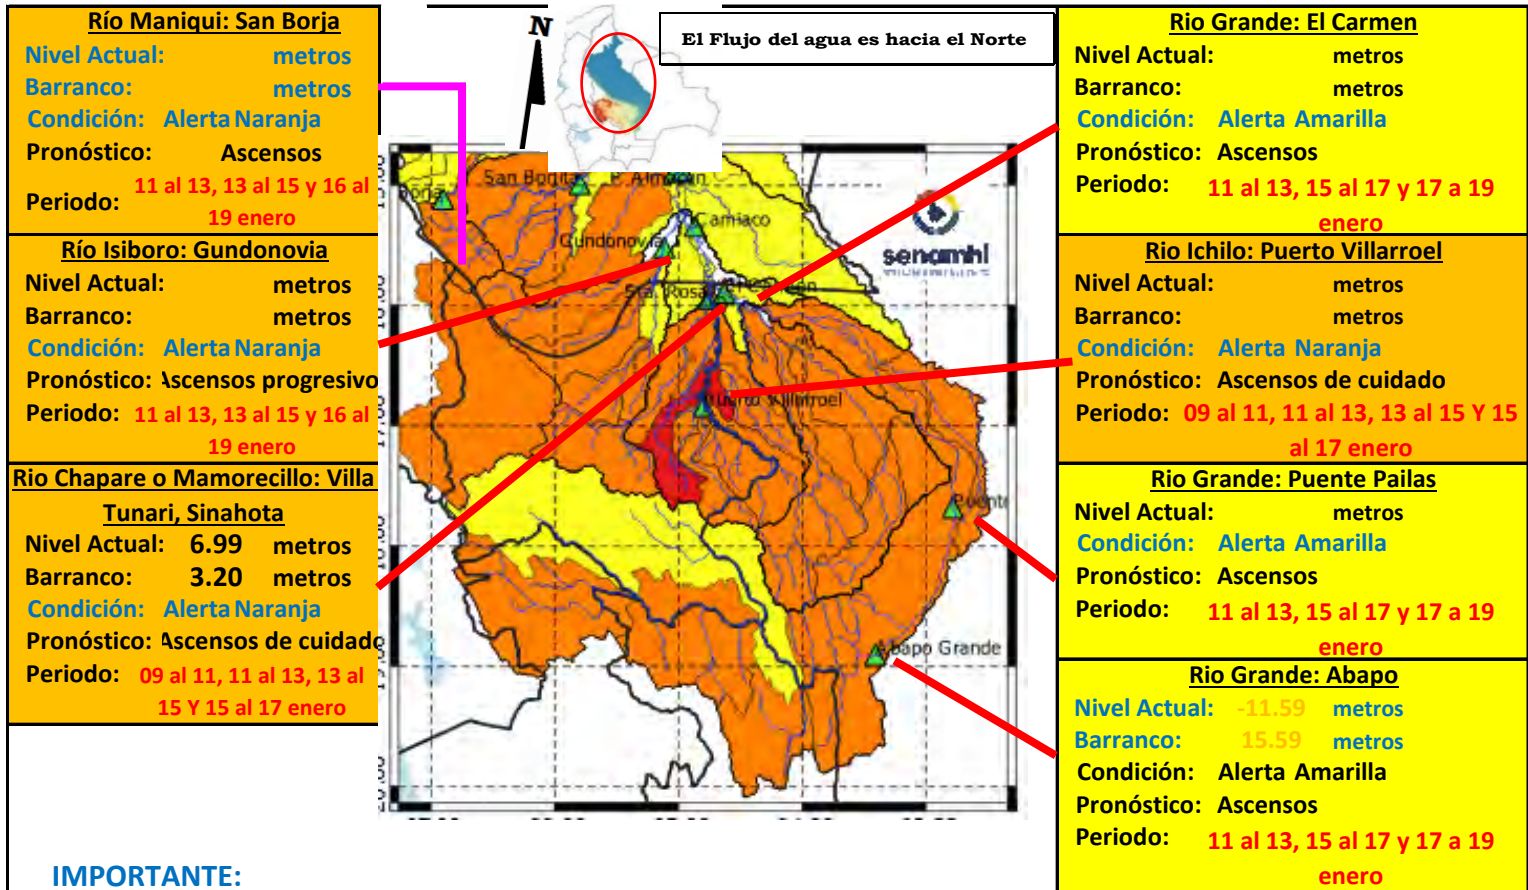 Río Maniqui: San Borja
Nivel Actual: metros
Barranco: metros
Condición: Alerta Naranja
Pronóstico: Ascensos
Periodo: 11 al 13, 13 al 15 y 16 al
19 enero
Río Isiboro: Gundonovia
Nivel Actual: metros
Barranco: metros
Condición: Alerta Naranja
Pronóstico: Ascensos progresivo
Periodo: 11 al 13, 13 al 15 y 16 al
19 enero
Rio Chapare o Mamorecillo: Villa
Tunari, Sinahota
Nivel Actual: 6.99 metros
Barranco: 3.20 metros
Condición: Alerta Naranja
Pronóstico: Ascensos de cuidado
Periodo: 09 al 11, 11 al 13, 13 al
15 Y 15 al 17 enero
IMPORTANTE:
N
El Flujo del agua es hacia el Norte
San Borjita
Camiaco
Gundonovia
Sta. Rosa
Puerto Villarroel
Puente
Abapo Grande
senamhi
Rio Grande: El Carmen
Nivel Actual: metros
Barranco: metros
Condición: Alerta Amarilla
Pronóstico: Ascensos
Periodo: 11 al 13, 15 al 17 y 17 a 19
enero
Rio Ichilo: Puerto Villarroel
Nivel Actual: metros
Barranco: metros
Condición: Alerta Naranja
Pronóstico: Ascensos de cuidado
Periodo: 09 al 11, 11 al 13, 13 al 15 Y 15
al 17 enero
Rio Grande: Puente Pailas
Nivel Actual: metros
Condición: Alerta Amarilla
Pronóstico: Ascensos
Periodo: 11 al 13, 15 al 17 y 17 a 19
enero
Rio Grande: Abapo
Nivel Actual: -11.59 metros
Barranco: 15.59 metros
Condición: Alerta Amarilla
Pronóstico: Ascensos
Periodo: 11 al 13, 15 al 17 y 17 a 19
enero